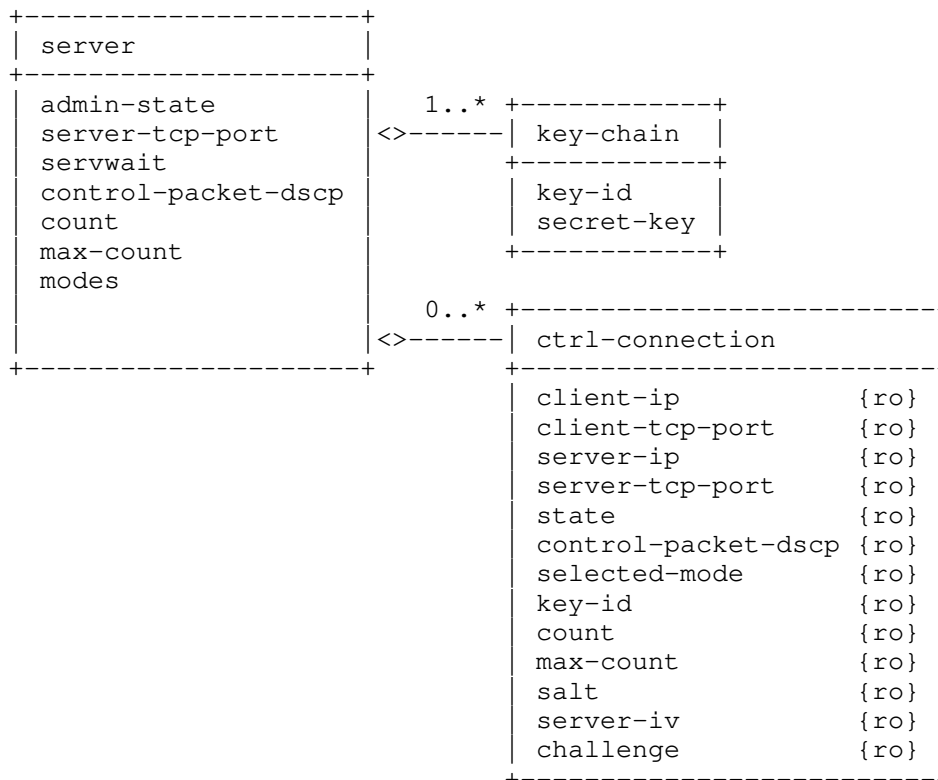 +---------------------+
| server              |
+---------------------+
| admin-state         |   1..* +------------+
| server-tcp-port     |<>------| key-chain  |
| servwait            |        +------------+
| control-packet-dscp |        | key-id     |
| count               |        | secret-key |
| max-count           |        +------------+
| modes               |
|                     |   0..* +--------------------------
|                     |<>------| ctrl-connection
+---------------------+        +--------------------------
                               | client-ip           {ro}
                               | client-tcp-port     {ro}
                               | server-ip           {ro}
                               | server-tcp-port     {ro}
                               | state               {ro}
                               | control-packet-dscp {ro}
                               | selected-mode       {ro}
                               | key-id              {ro}
                               | count               {ro}
                               | max-count           {ro}
                               | salt                {ro}
                               | server-iv           {ro}
                               | challenge           {ro}
                               +--------------------------